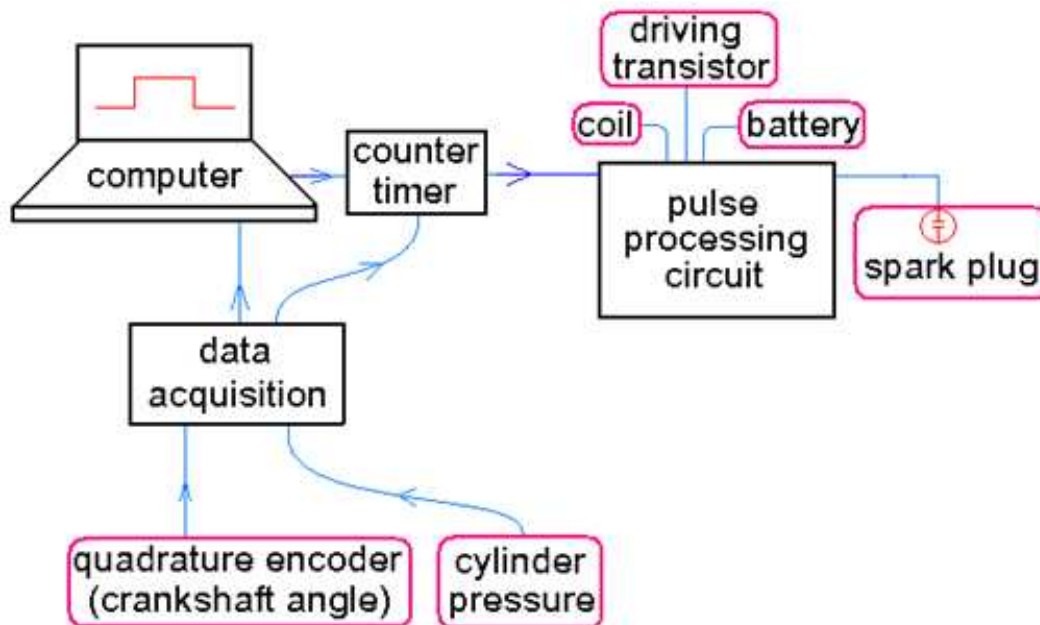 driving
transistor
coil
battery
computer
counter
timer
pulse
processing
circuit
spark plug
data
acquisition
quadrature encoder
(crankshaft angle)
cylinder
pressure